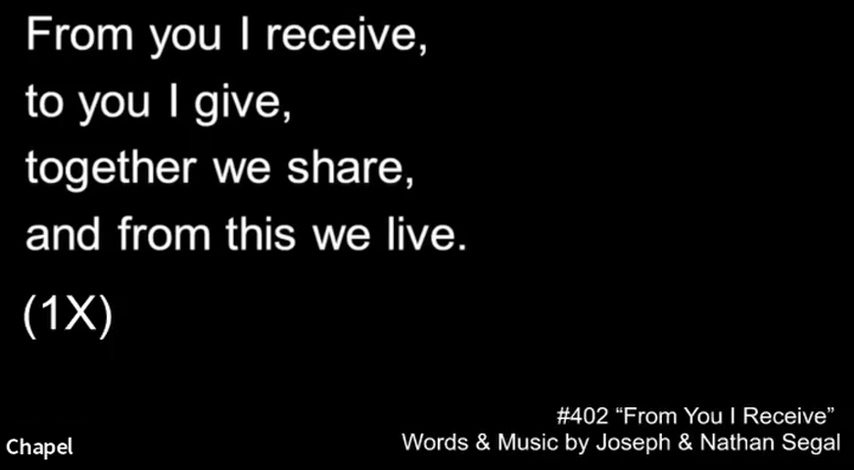 From you I receive,
to you I give,
together we share,
and from this we live.
(1X)
#402 “From You I Receive”
Words & Music by Joseph & Nathan Segal
Chapel